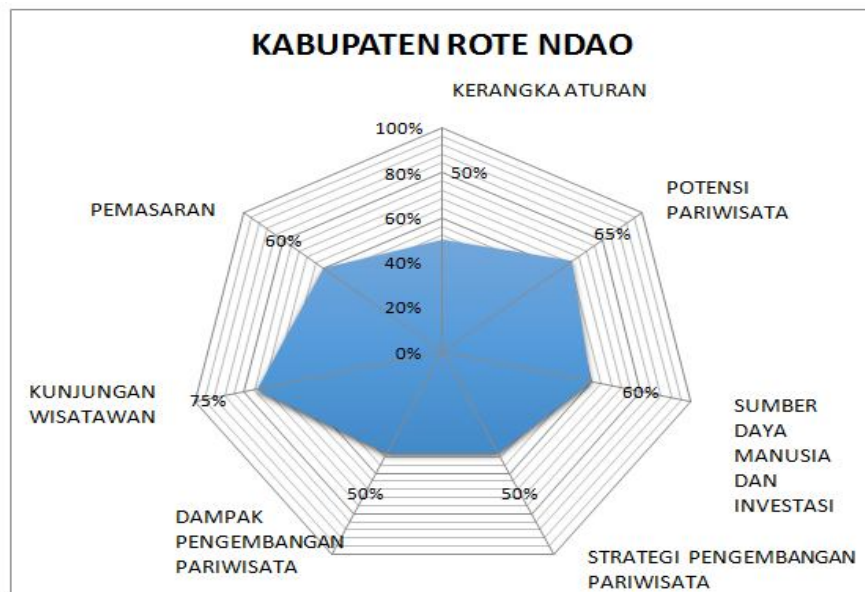 KABUPATEN ROTE NDAO
KERANGKA ATURAN
100%
80%
50%
POTENSI
PARIWISATA
PEMASARAN
60%
60%
65%
40%
20%
0%
KUNJUNGAN
WISATAWAN
75%
60%
SUMBER
DAYA
MANUSIA
DAN
INVESTASI
50%
50%
DAMPAK
PENGEMBANGAN
PARIWISATA
STRATEGI PENGEMBANGAN
PARIWISATA